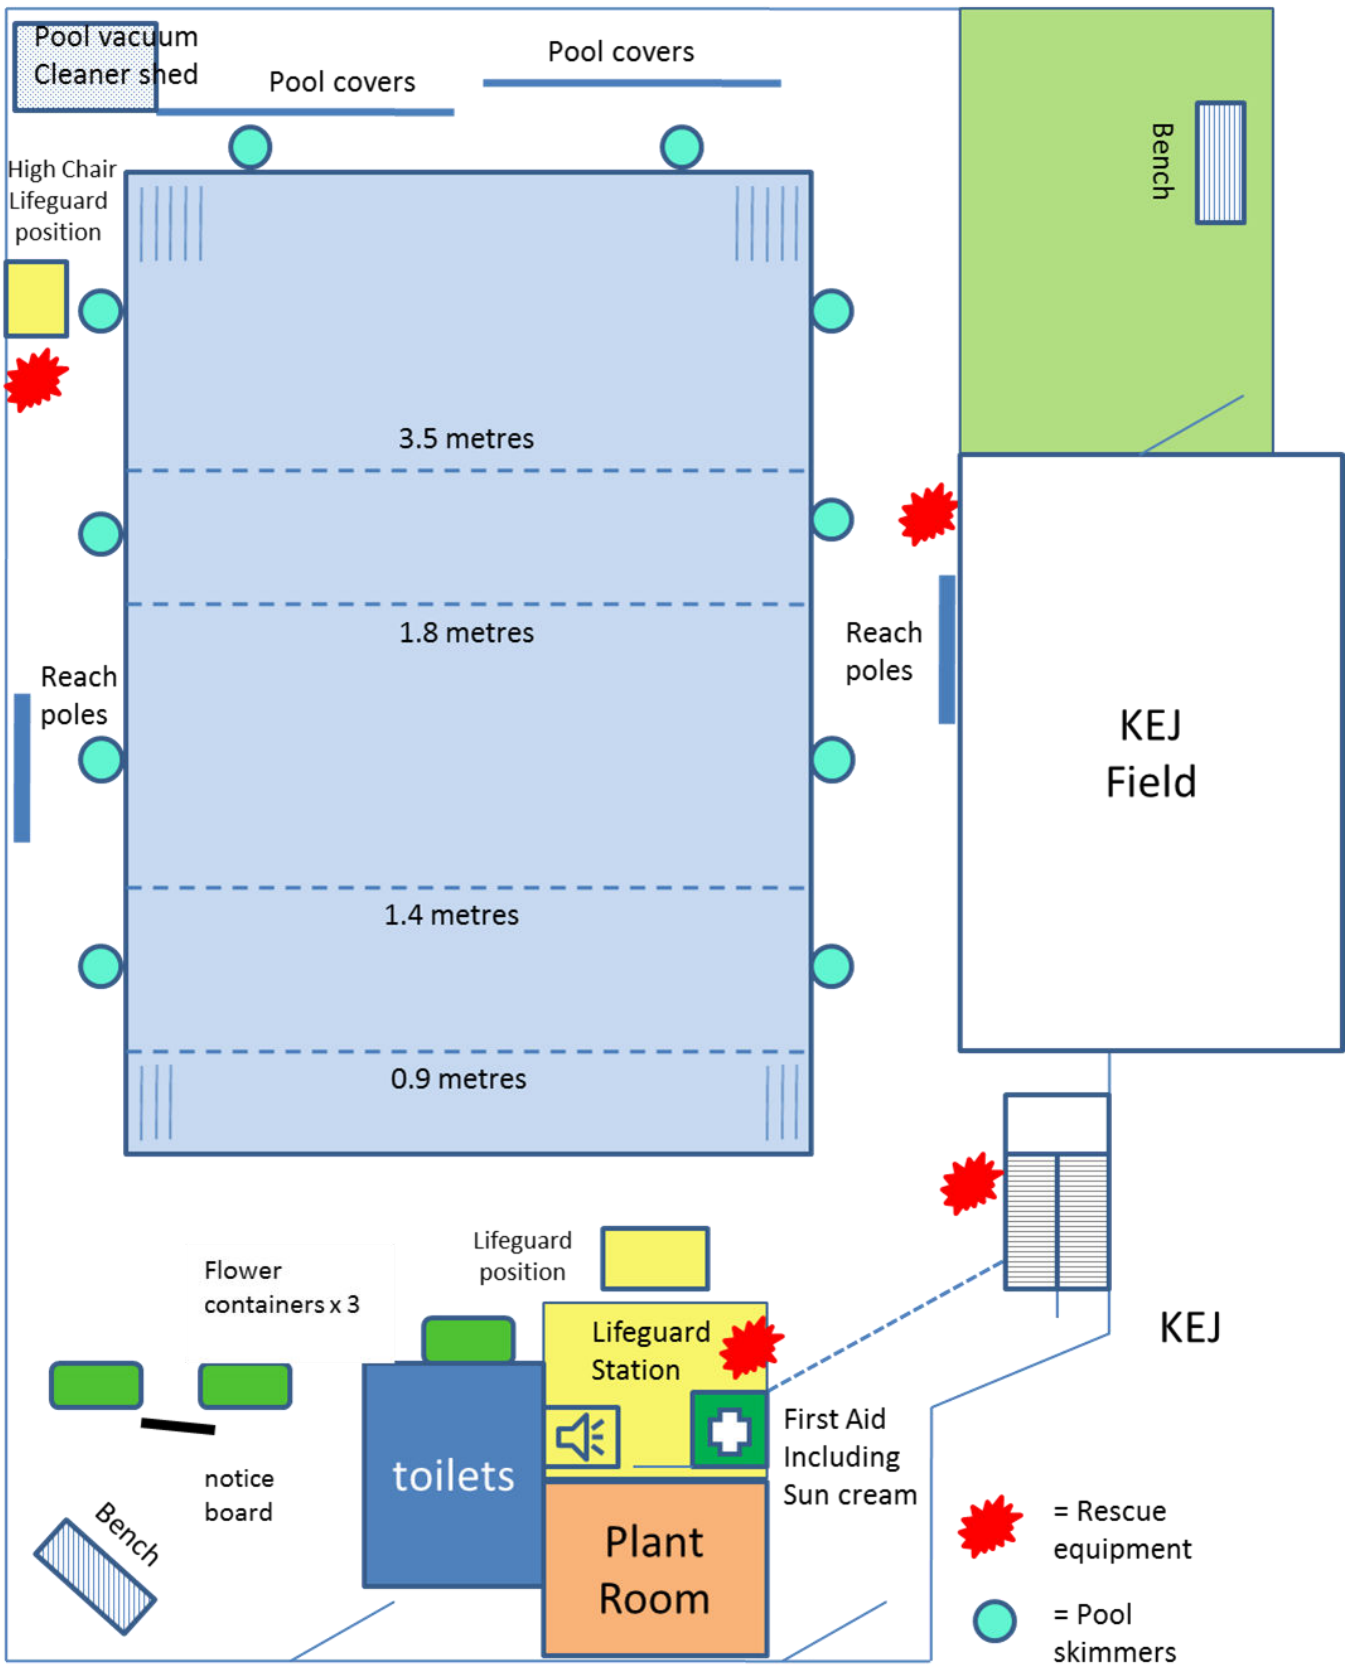 Pool vacuum
Cleaner shed
Pool covers
Pool covers
High Chair
Lifeguard
position
Bench
3.5 metres
1.8 metres
Reach
poles
Reach
poles
KEJ
Field
1.4 metres
0.9 metres
Lifeguard
position
Flower
containers x 3
Lifeguard
Station
KEJ
First Aid
Including
Sun cream
toilets
notice
board
Bench
Plant
Room
= Rescue
equipment
= Pool
skimmers